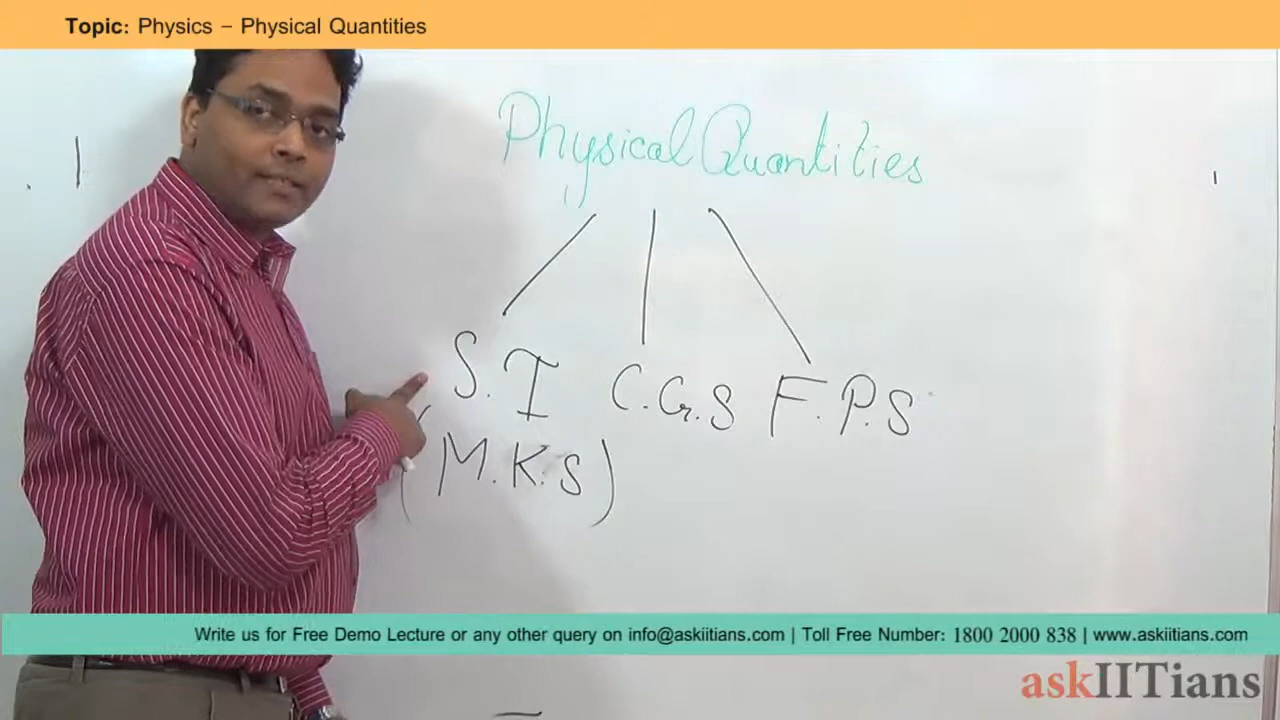 Topic: Physics – Physical Quantities
Physical Quantities
S.I C.G.S F.P.S
(M.K.S)
Write us for Free Demo Lecture or any other query on info@askiitians.com | Toll Free Number: 1800 2000 838 | www.askiitians.com
askIITians